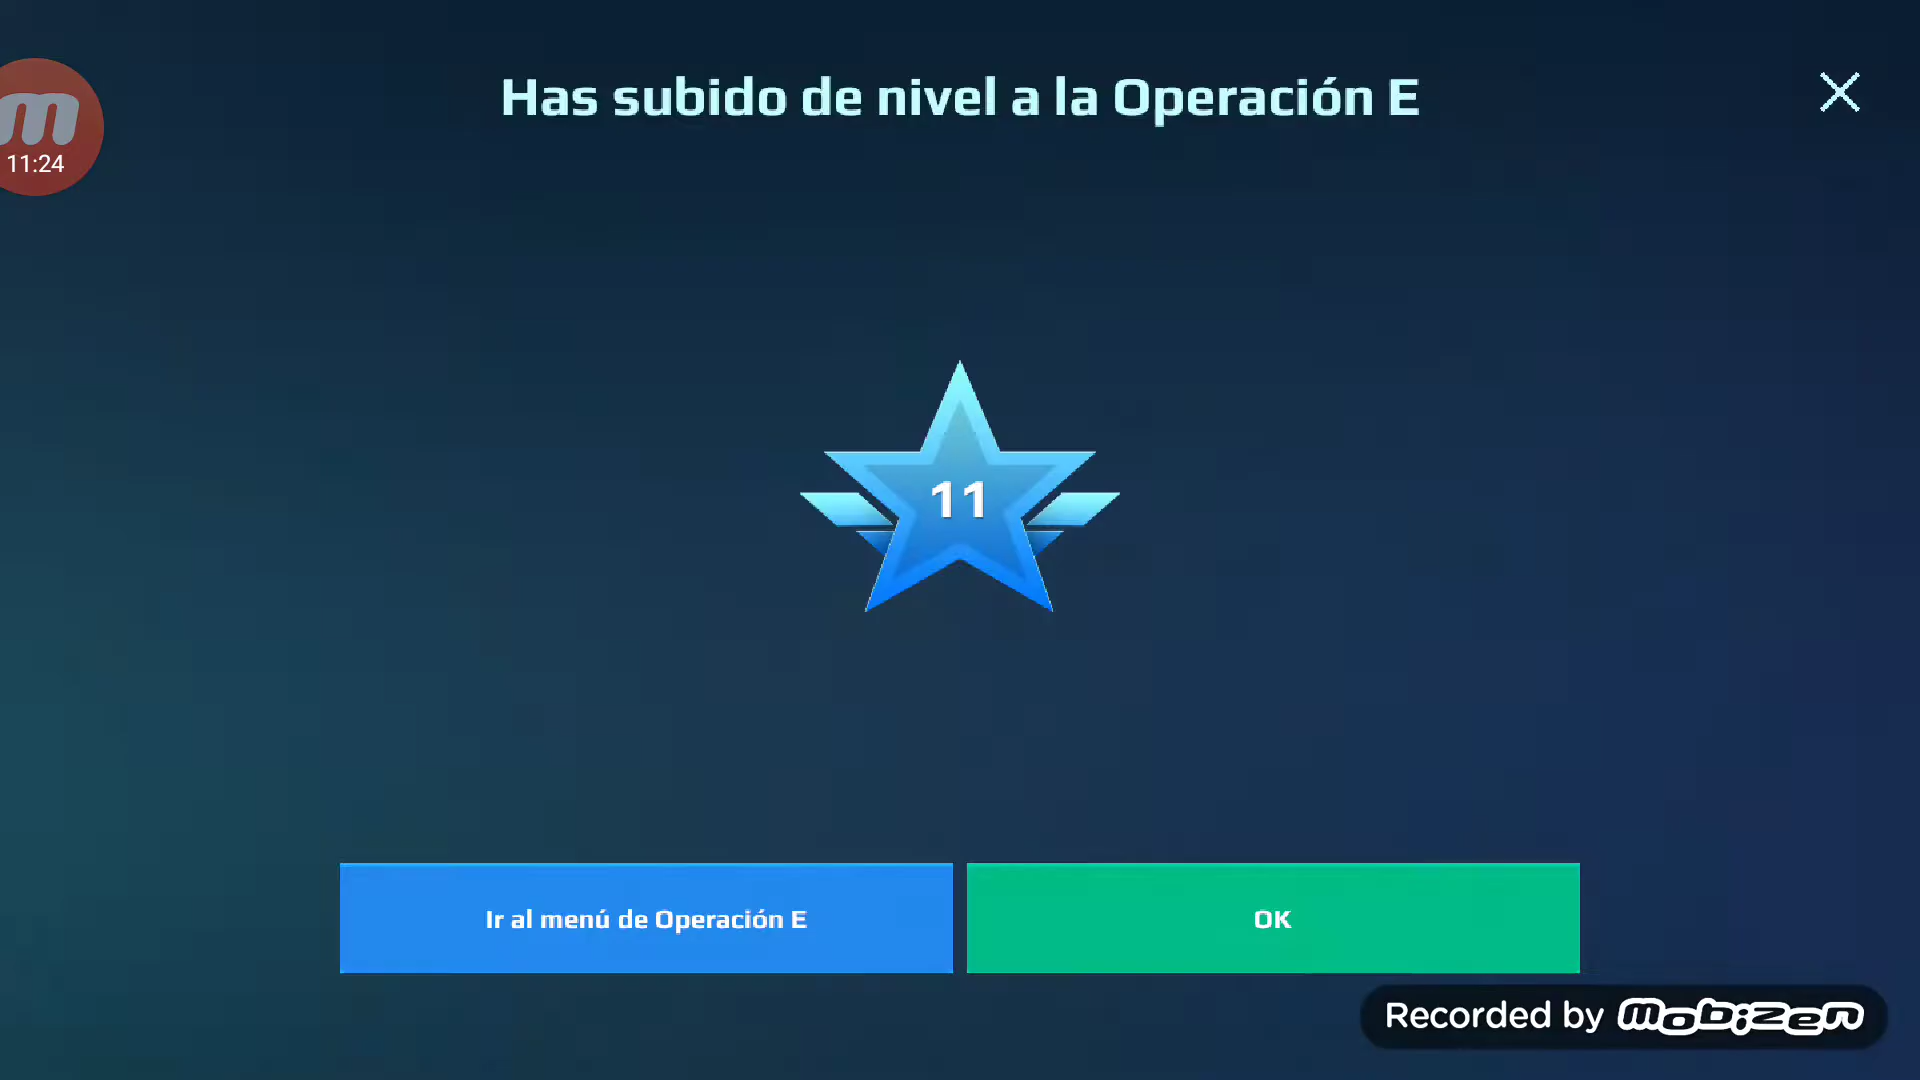 Has subido de nivel a la Operación E
m
11:24
11
Ir al menú de Operación E
OK
Recorded by mobizen